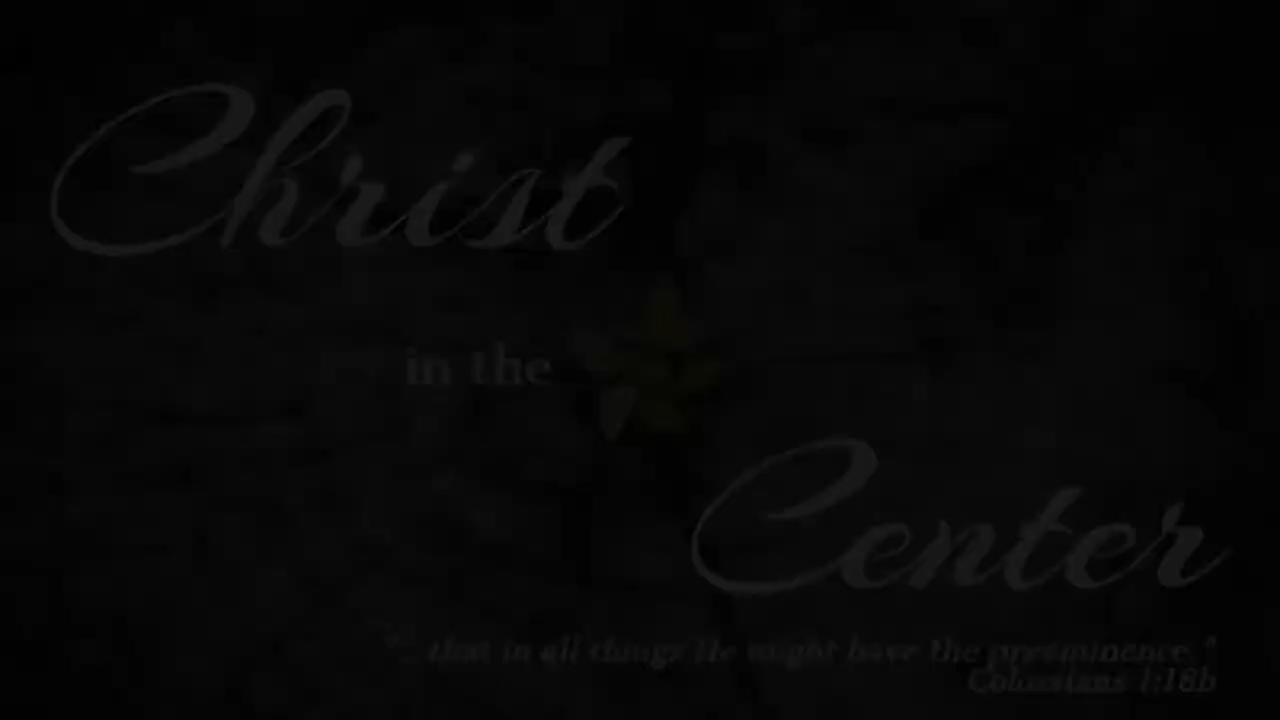 Christ
in the
Center
"... that in all things He might have the preeminence."
Colossians 1:18b